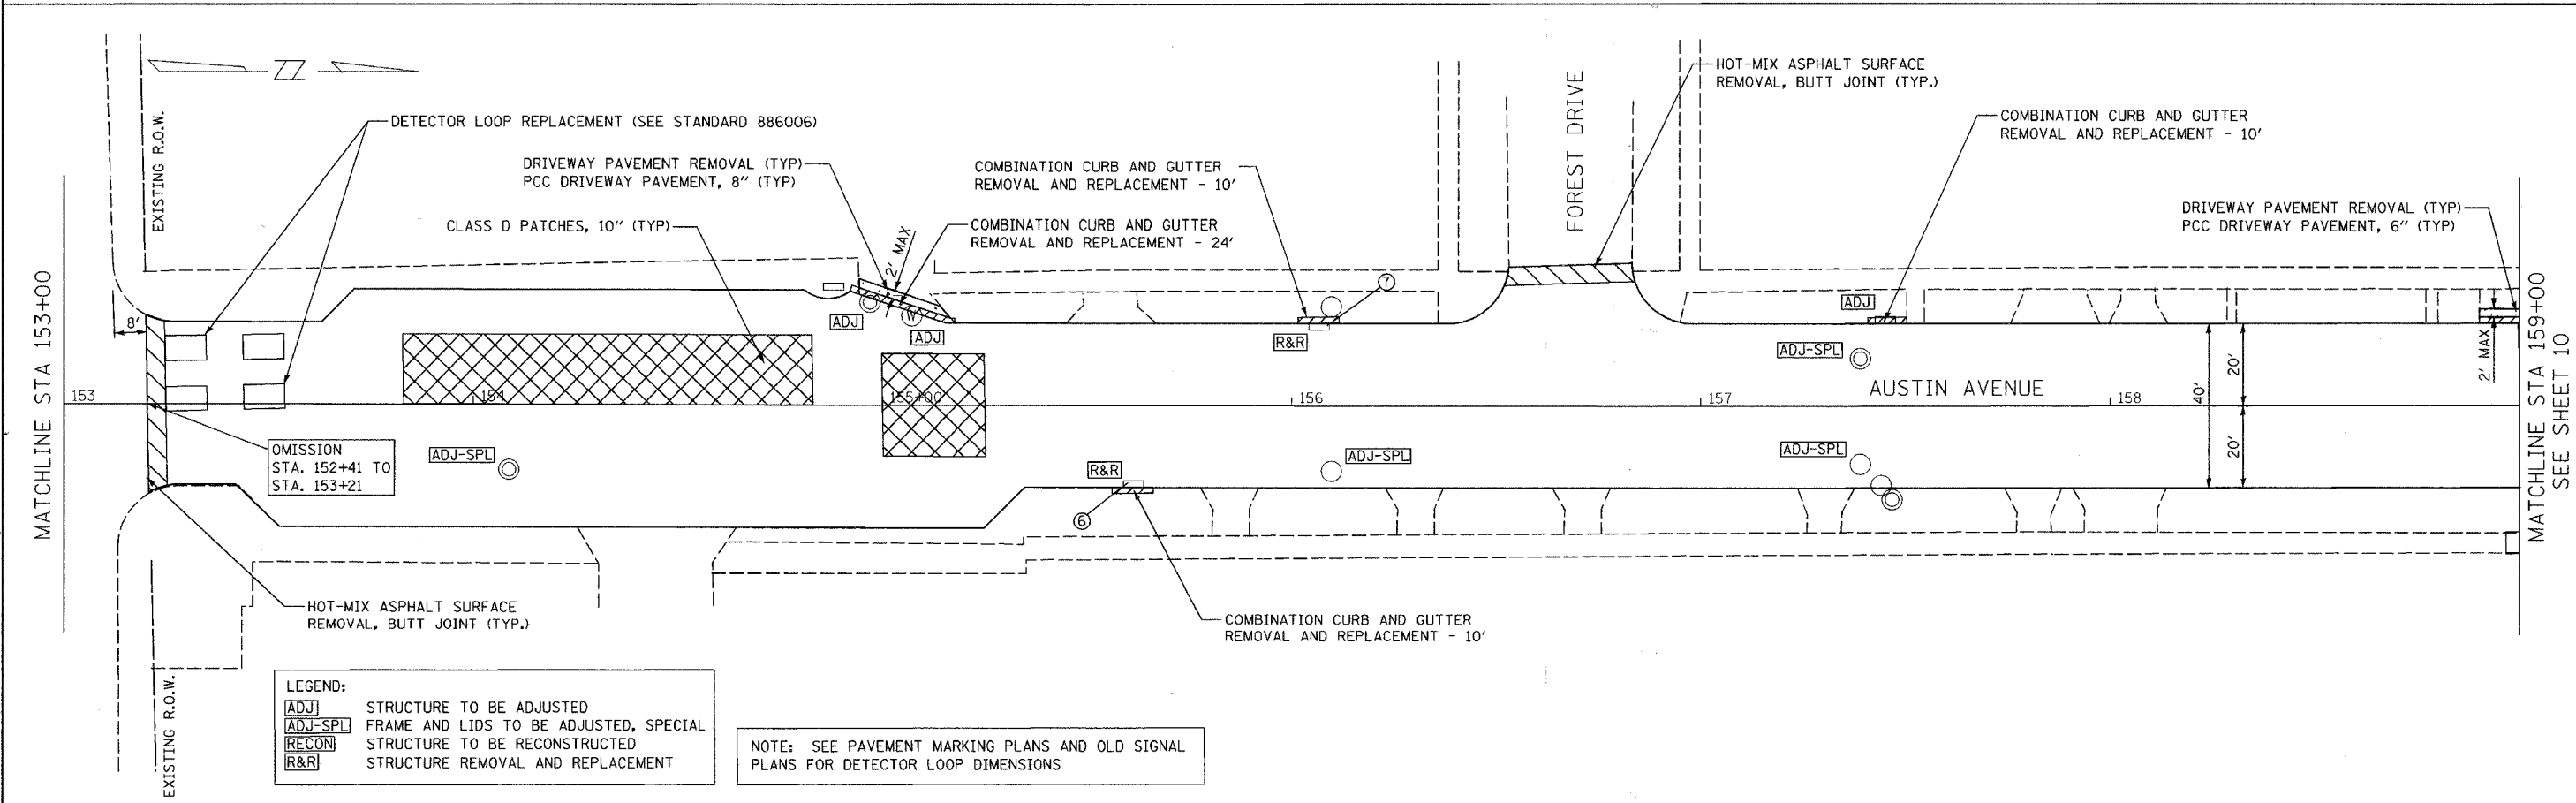 ZZ
HOT-MIX ASPHALT SURFACE
REMOVAL, BUTT JOINT (TYP.)
FOREST DRIVE
COMBINATION CURB AND GUTTER
REMOVAL AND REPLACEMENT - 10'
EXISTING R.O.W.
DETECTOR LOOP REPLACEMENT (SEE STANDARD 886006)
DRIVEWAY PAVEMENT REMOVAL (TYP)
PCC DRIVEWAY PAVEMENT, 8" (TYP)
COMBINATION CURB AND GUTTER
REMOVAL AND REPLACEMENT - 10'
CLASS D PATCHES, 10" (TYP)
2' MAX
COMBINATION CURB AND GUTTER
REMOVAL AND REPLACEMENT - 24'
DRIVEWAY PAVEMENT REMOVAL (TYP)
PCC DRIVEWAY PAVEMENT, 6" (TYP)
MATCHLINE STA 153+00
8'
W
ADJ
ADJ
7
R&R
ADJ
ADJ-SPL
2' MAX
MATCHLINE STA 159+00
SEE SHEET 10
153
154
155+00
156
157
AUSTIN AVENUE
158
40'
20'
20'
OMISSION
STA. 152+41 TO
STA. 153+21
ADJ-SPL
R&R
ADJ-SPL
ADJ-SPL
6
HOT-MIX ASPHALT SURFACE
REMOVAL, BUTT JOINT (TYP.)
COMBINATION CURB AND GUTTER
REMOVAL AND REPLACEMENT - 10'
EXISTING R.O.W.
LEGEND:
ADJ STRUCTURE TO BE ADJUSTED
ADJ-SPL FRAME AND LIDS TO BE ADJUSTED, SPECIAL
RECON STRUCTURE TO BE RECONSTRUCTED
R&R STRUCTURE REMOVAL AND REPLACEMENT
NOTE: SEE PAVEMENT MARKING PLANS AND OLD SIGNAL
PLANS FOR DETECTOR LOOP DIMENSIONS